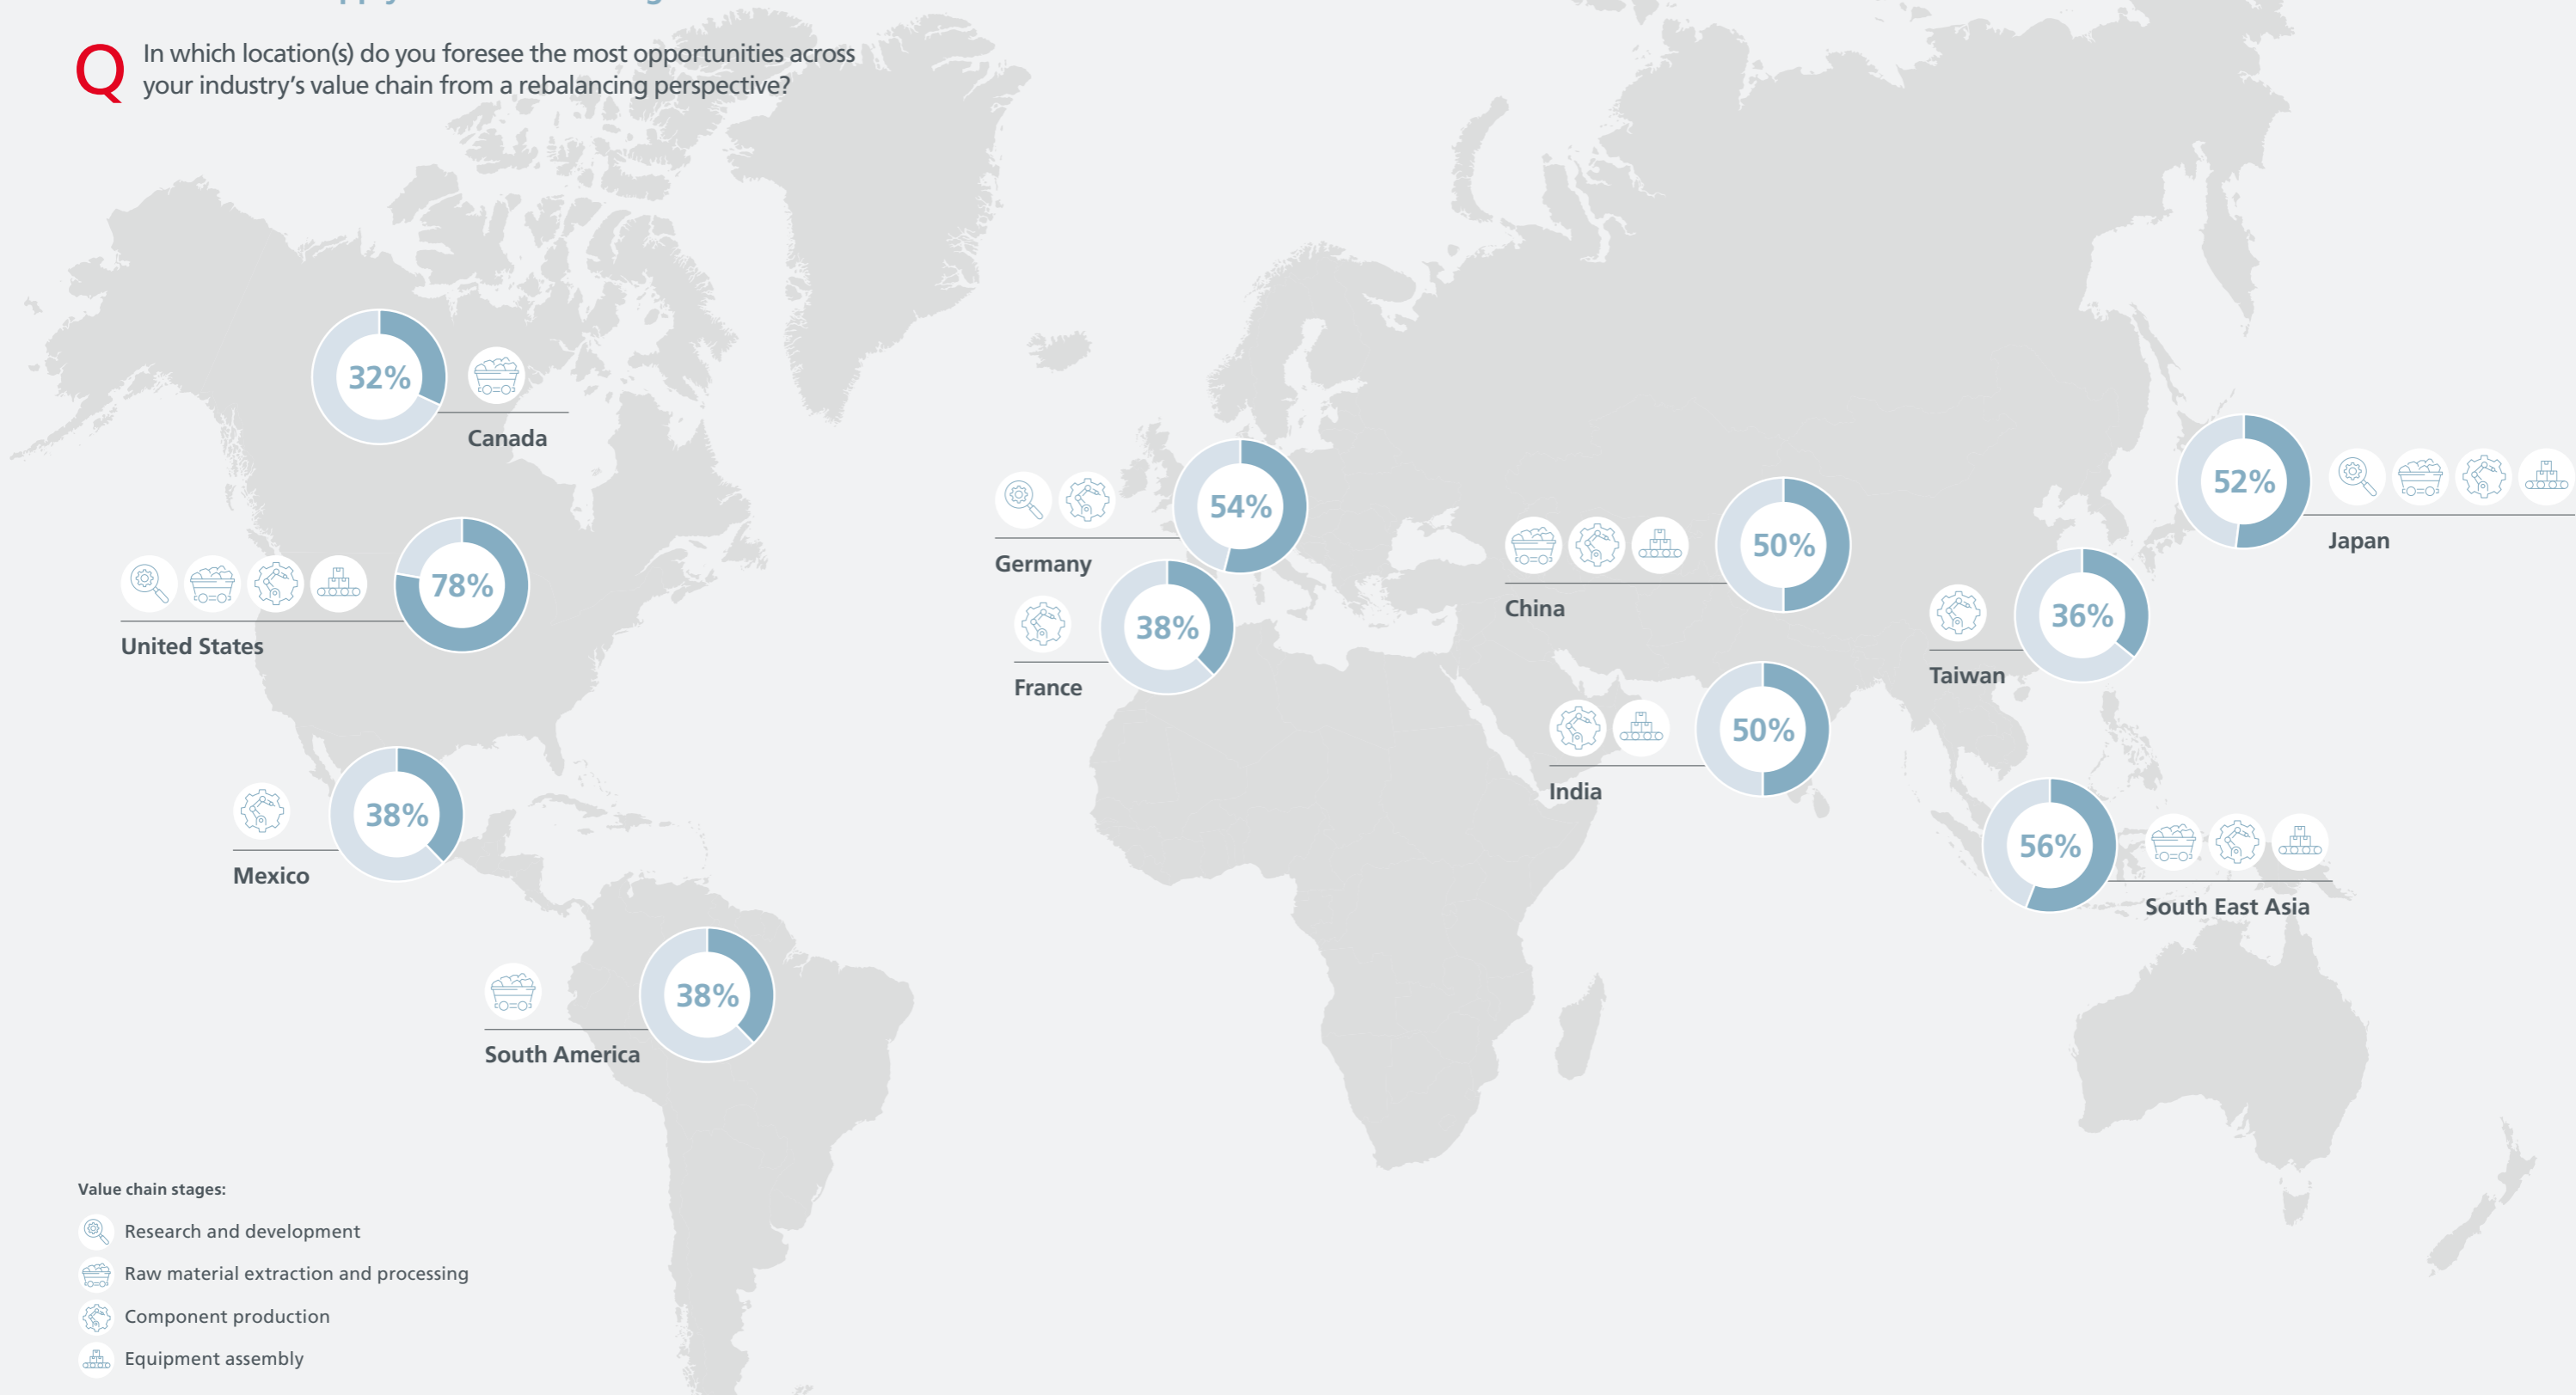 Q
In which location(s) do you foresee the most opportunities across
your industry's value chain from a rebalancing perspective?
32%
Canada
78%
United States
38%
Mexico
38%
South America
54%
Germany
38%
France
50%
China
50%
India
52%
Japan
36%
Taiwan
56%
South East Asia
Value chain stages:
Research and development
Raw material extraction and processing
Component production
Equipment assembly